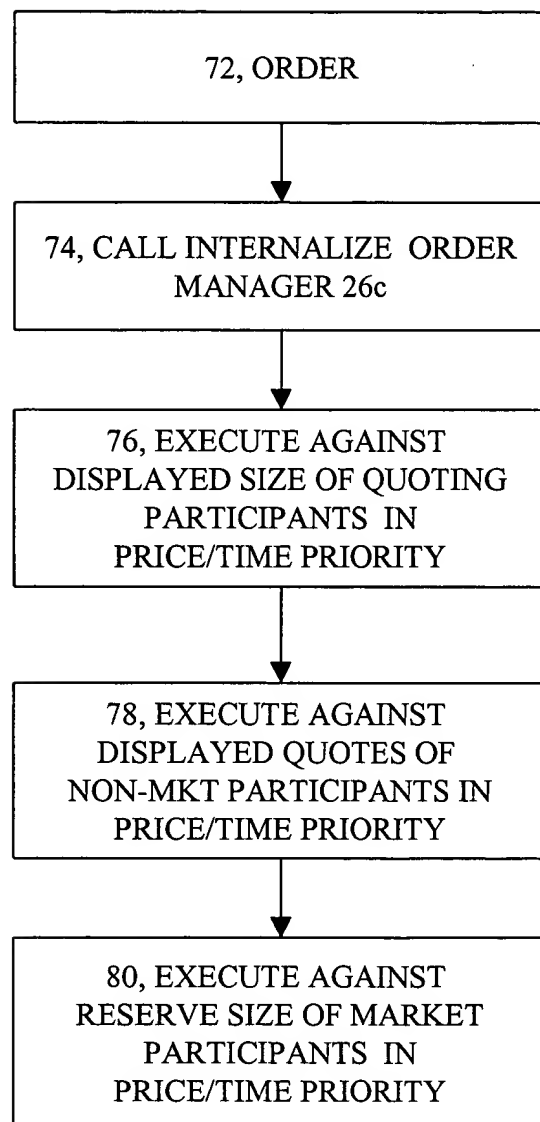 72, ORDER
74, CALL INTERNALIZE ORDER
MANAGER 26c
76, EXECUTE AGAINST
DISPLAYED SIZE OF QUOTING
PARTICIPANTS IN
PRICE/TIME PRIORITY
78, EXECUTE AGAINST
DISPLAYED QUOTES OF
NON-MKT PARTICIPANTS IN
PRICE/TIME PRIORITY
80, EXECUTE AGAINST
RESERVE SIZE OF MARKET
PARTICIPANTS IN
PRICE/TIME PRIORITY